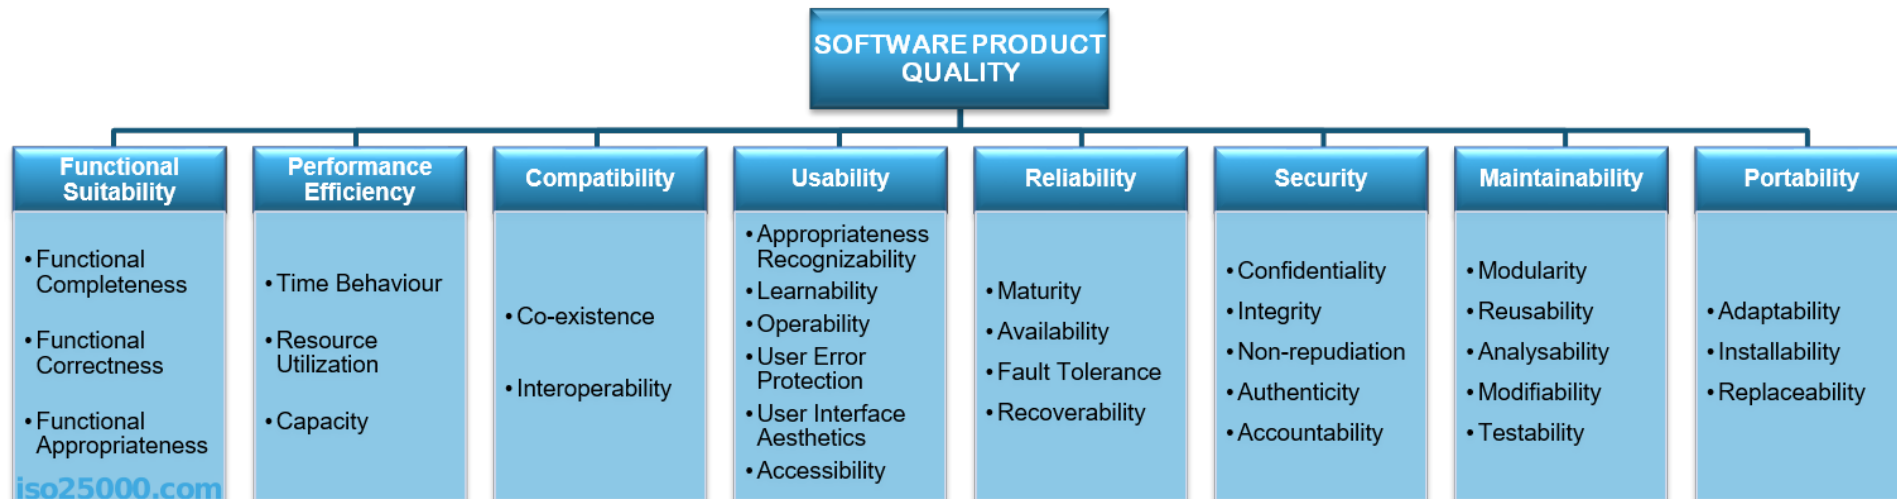 SOFTWARE PRODUCT
QUALITY
Functional
Suitability
• Functional
Completeness
• Functional
Correctness
• Functional
Appropriateness
Performance
Efficiency
• Time Behaviour
• Resource
Utilization
• Capacity
Compatibility
• Co-existence
• Interoperability
Usability
• Appropriateness
Recognizability
• Learnability
• Operability
• User Error
Protection
• User Interface
Aesthetics
• Accessibility
Reliability
• Maturity
• Availability
• Fault Tolerance
• Recoverability
Security
• Confidentiality
• Integrity
• Non-repudiation
• Authenticity
• Accountability
Maintainability
• Modularity
• Reusability
• Analysability
• Modifiability
• Testability
Portability
• Adaptability
• Installability
• Replaceability
iso25000.com